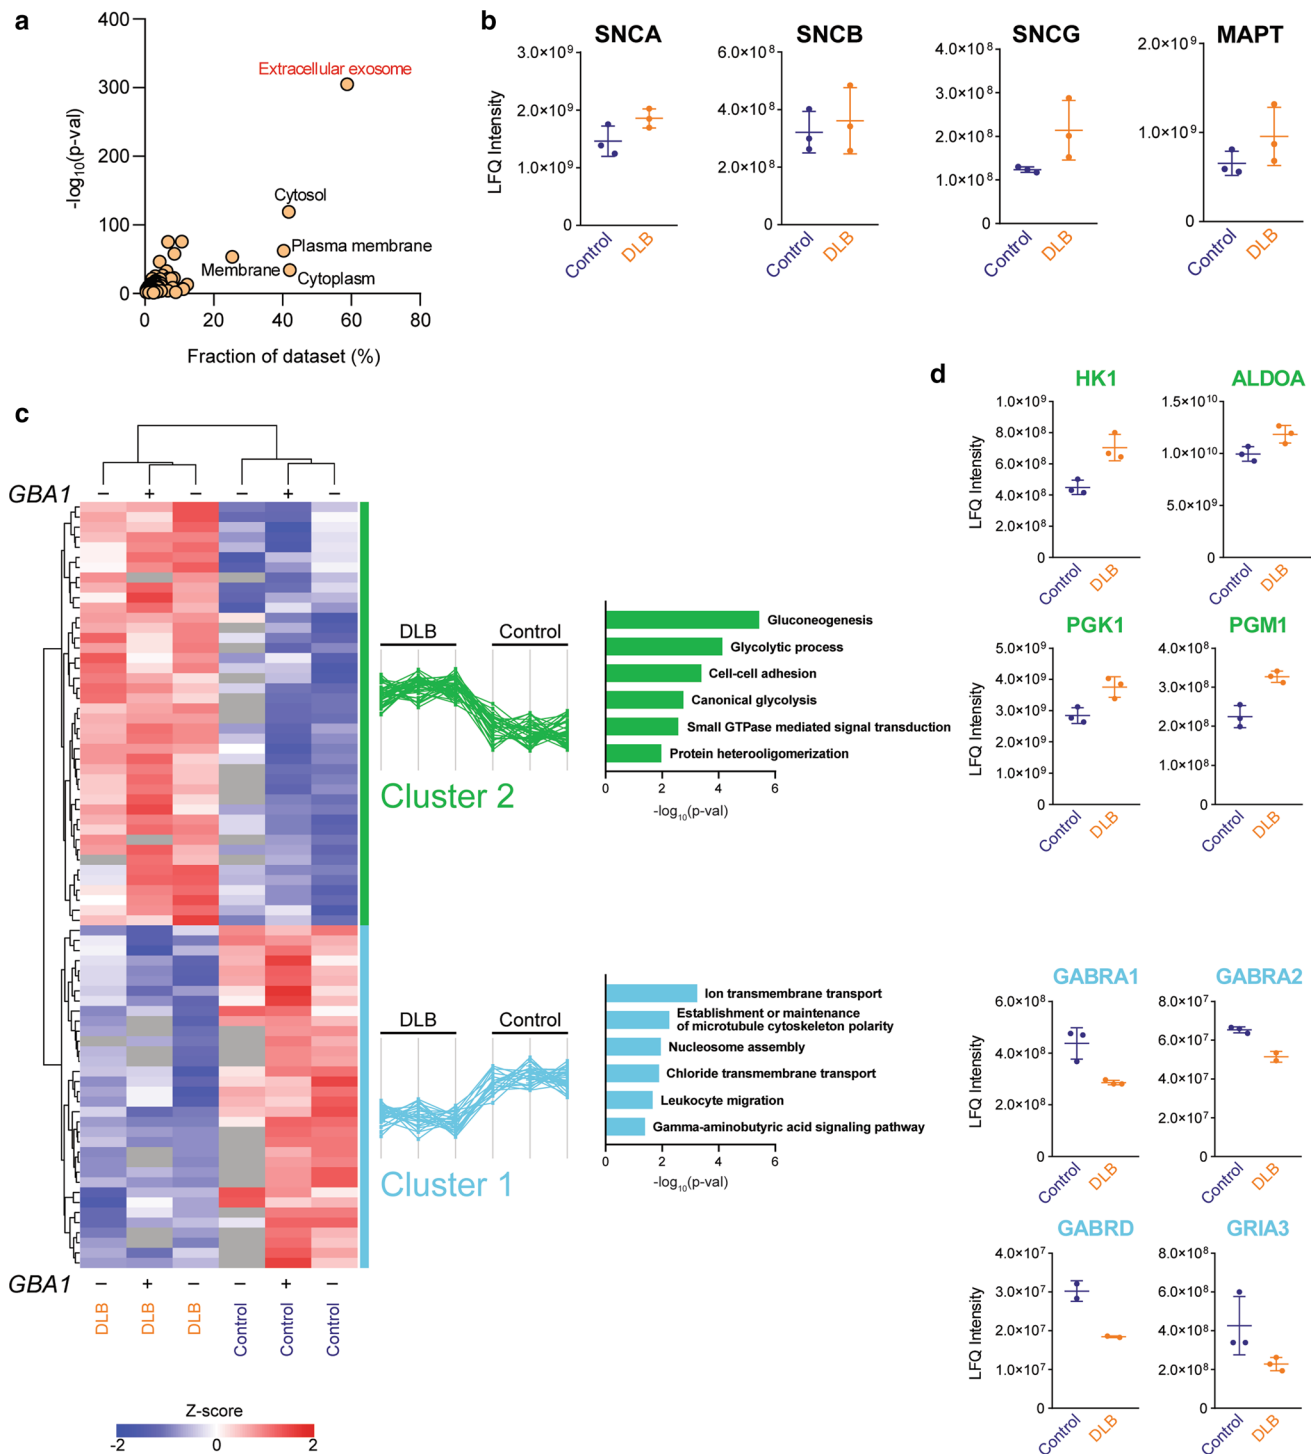 a
400
300
200
100
0
-log10(p-val)
Extracellular exosome
Cytosol
Plasma membrane
Membrane
Cytoplasm
0 20 40 60 80
Fraction of dataset (%)
b
SNCA
LFQ Intensity
3.0×10⁹
2.0×10⁹
1.0×10⁹
0
Control DLB
SNCB
6.0×10⁸
4.0×10⁸
2.0×10⁸
0
Control DLB
SNCG
4.0×10⁸
3.0×10⁸
2.0×10⁸
1.0×10⁸
0
Control DLB
MAPT
2.0×10⁹
1.0×10⁹
0
Control DLB
c
GBA1 – + – – + –
DLB Control
Cluster 2
Gluconeogenesis
Glycolytic process
Cell-cell adhesion
Canonical glycolysis
Small GTPase mediated signal transduction
Protein heterooligomerization
0 2 4 6
-log10(p-val)
DLB Control
Cluster 1
Ion transmembrane transport
Establishment or maintenance
of microtubule cytoskeleton polarity
Nucleosome assembly
Chloride transmembrane transport
Leukocyte migration
Gamma-aminobutyric acid signaling pathway
0 2 4 6
-log10(p-val)
GBA1 – + – – + –
DLB DLB DLB Control Control Control
Z-score
-2 0 2
d
HK1
LFQ Intensity
1.0×10⁹
8.0×10⁸
6.0×10⁸
4.0×10⁸
2.0×10⁸
0
Control DLB
ALDOA
1.5×10¹⁰
1.0×10¹⁰
5.0×10⁹
0
Control DLB
PGK1
LFQ Intensity
5.0×10⁹
4.0×10⁹
3.0×10⁹
2.0×10⁹
1.0×10⁹
0
Control DLB
PGM1
4.0×10⁸
3.0×10⁸
2.0×10⁸
1.0×10⁸
0
Control DLB
GABRA1
LFQ Intensity
6.0×10⁸
4.0×10⁸
2.0×10⁸
0
Control DLB
GABRA2
8.0×10⁷
6.0×10⁷
4.0×10⁷
2.0×10⁷
0
Control DLB
GABRD
LFQ Intensity
4.0×10⁷
3.0×10⁷
2.0×10⁷
1.0×10⁷
0
Control DLB
GRIA3
8.0×10⁸
6.0×10⁸
4.0×10⁸
2.0×10⁸
0
Control DLB